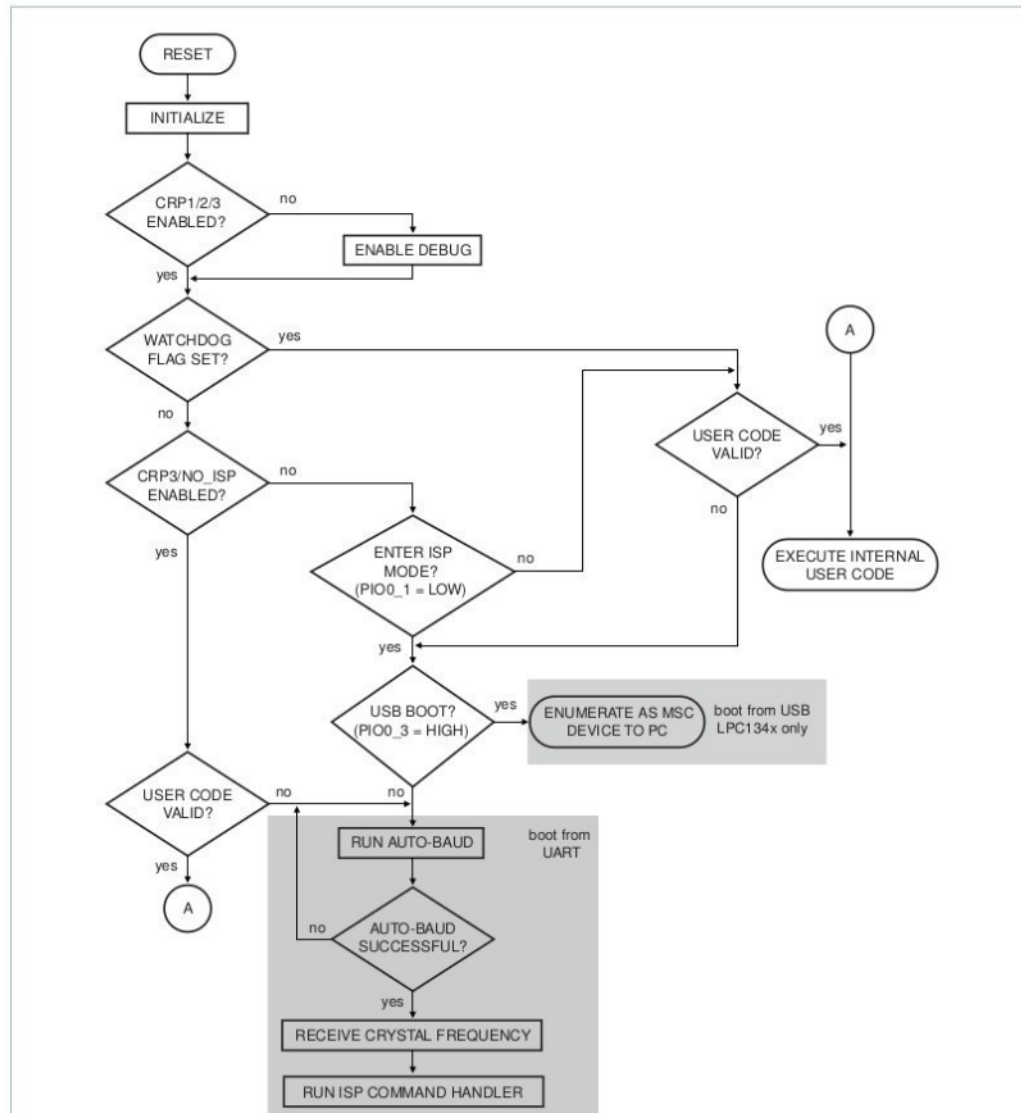 RESET
INITIALIZE
CRP1/2/3
ENABLED?
no
ENABLE DEBUG
yes
WATCHDOG
FLAG SET?
yes
A
no
USER CODE
VALID?
yes
CRP3/NO_ISP
ENABLED?
no
no
yes
ENTER ISP
MODE?
(PIO0_1 = LOW)
no
EXECUTE INTERNAL
USER CODE
yes
USB BOOT?
(PIO0_3 = HIGH)
yes
ENUMERATE AS MSC
DEVICE TO PC
boot from USB
LPC134x only
USER CODE
VALID?
no
no
yes
A
RUN AUTO-BAUD
boot from
UART
AUTO-BAUD
SUCCESSFUL?
no
yes
RECEIVE CRYSTAL FREQUENCY
RUN ISP COMMAND HANDLER